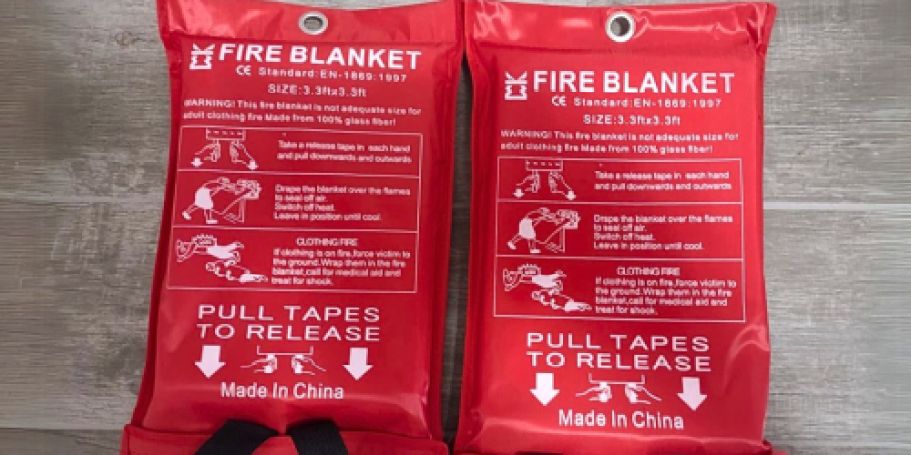 FIRE BLANKET
CE Standard:EN-1869:1997
SIZE:3.3ftx3.3ft
WARNING! This fire blanket is not adequate size for
adult clothing fire Made from 100% glass fiber!
Take a release tape in each hand
and pull downwards and outwards
Drape the blanket over the flames
to seal off air.
Switch off heat.
Leave in position until cool.
CLOTHING FIRE
If clothing is on fire,force victim to
the ground.Wrap them in the fire
blanket,call for medical aid and
treat for shock.
PULL TAPES
TO RELEASE
Made In China
FIRE BLANKET
CE Standard:EN-1869:1997
SIZE:3.3ftx3.3ft
WARNING! This fire blanket is not adequate size for
adult clothing fire Made from 100% glass fiber!
Take a release tape in each hand
and pull downwards and outwards
Drape the blanket over the flames
to seal off air.
Switch off heat.
Leave in position until cool.
CLOTHING FIRE
If clothing is on fire,force victim to
the ground.Wrap them in the fire
blanket,call for medical aid and
treat for shock.
PULL TAPES
TO RELEASE
Made In China